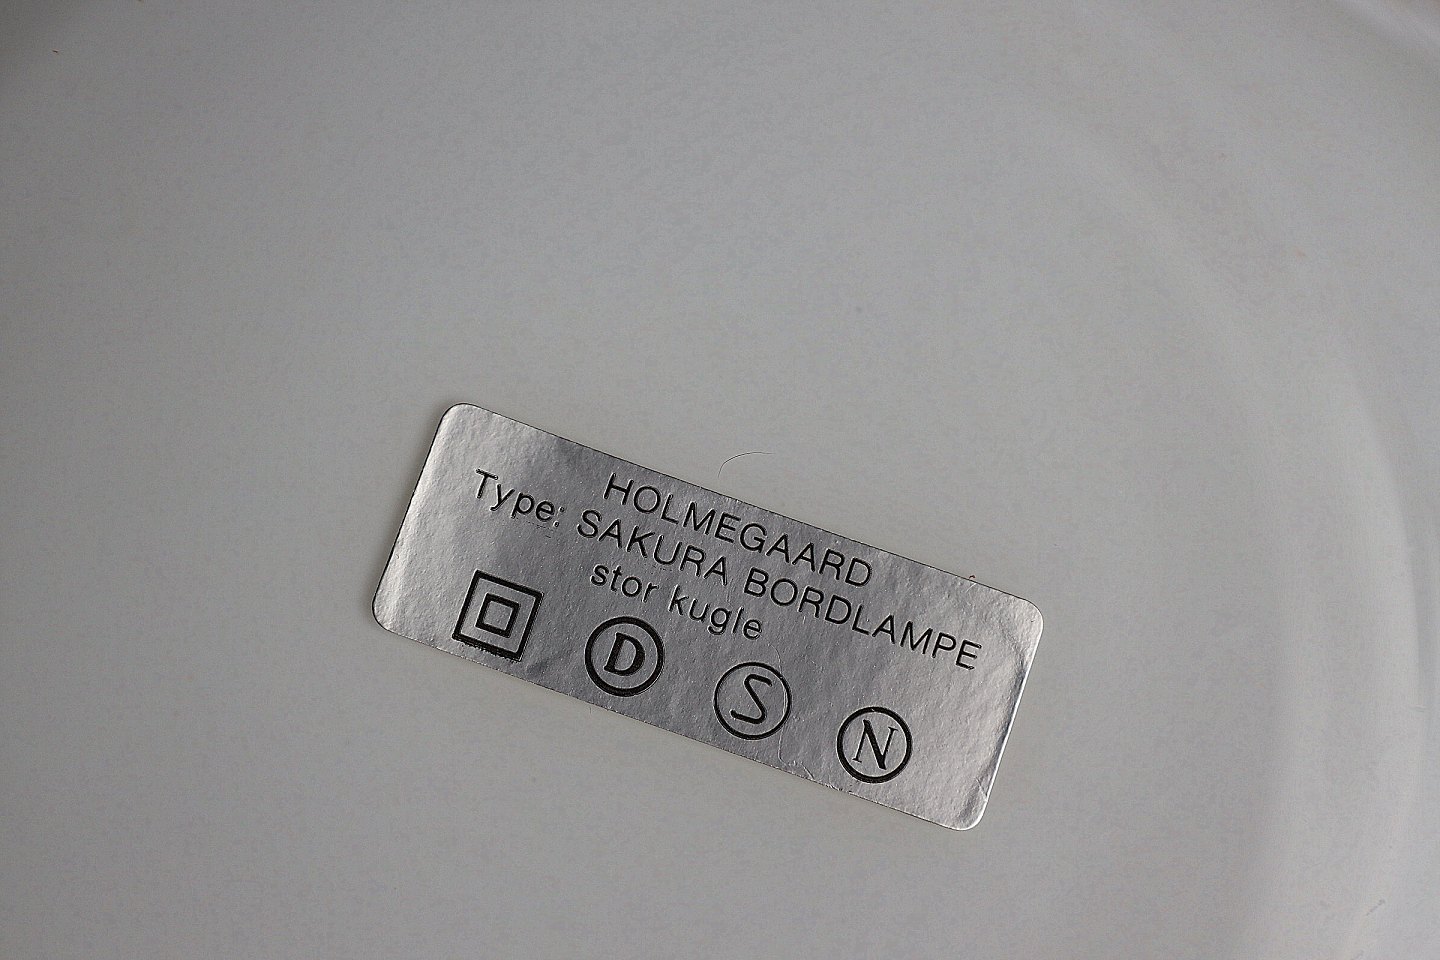 HOLMEGAARD
Type: SAKURA BORDLAMPE
stor kugle
D S N